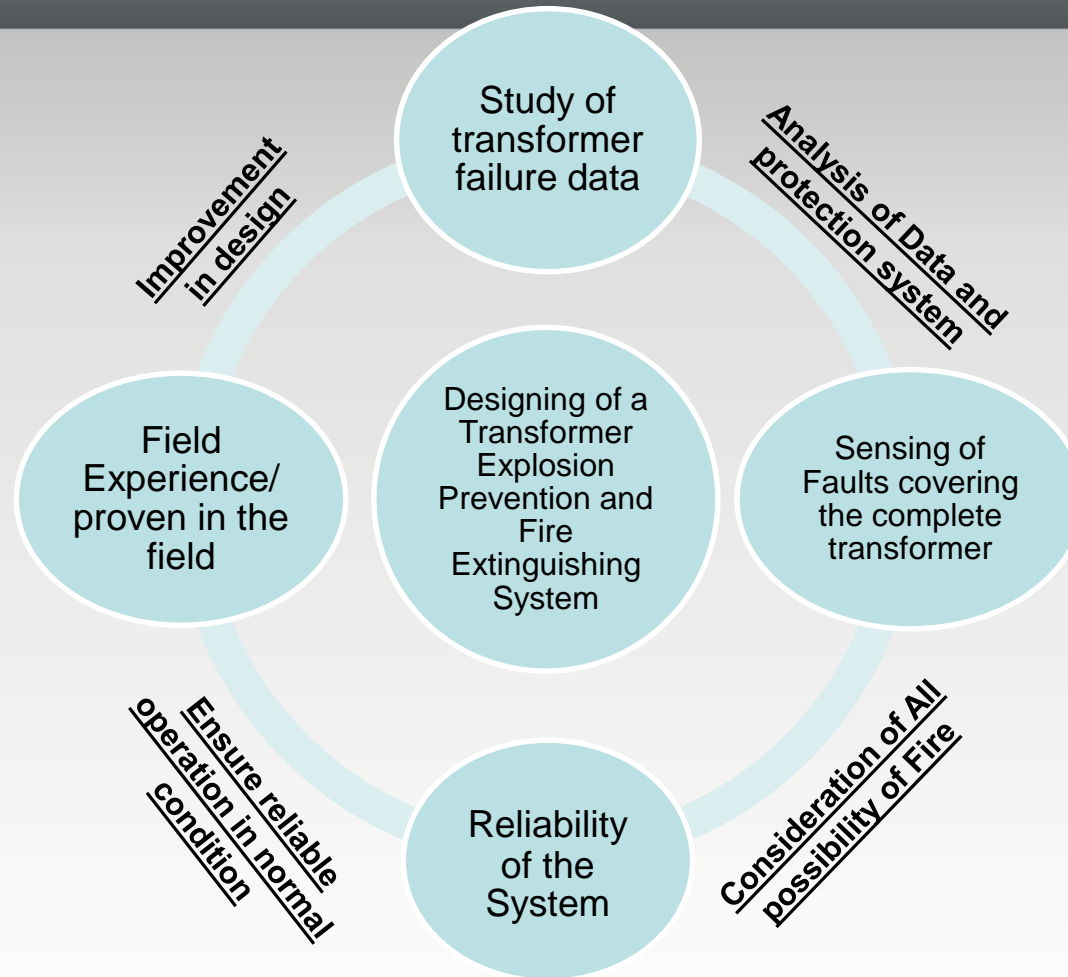 Study of
transformer
failure data
Improvement
in design
Analysis of Data and
protection system
Field
Experience/
proven in the
field
Designing of a
Transformer
Explosion
Prevention and
Fire
Extinguishing
System
Sensing of
Faults covering
the complete
transformer
Ensure reliable
operation in normal
condition
Reliability
of the
System
Consideration of All
possibility of Fire